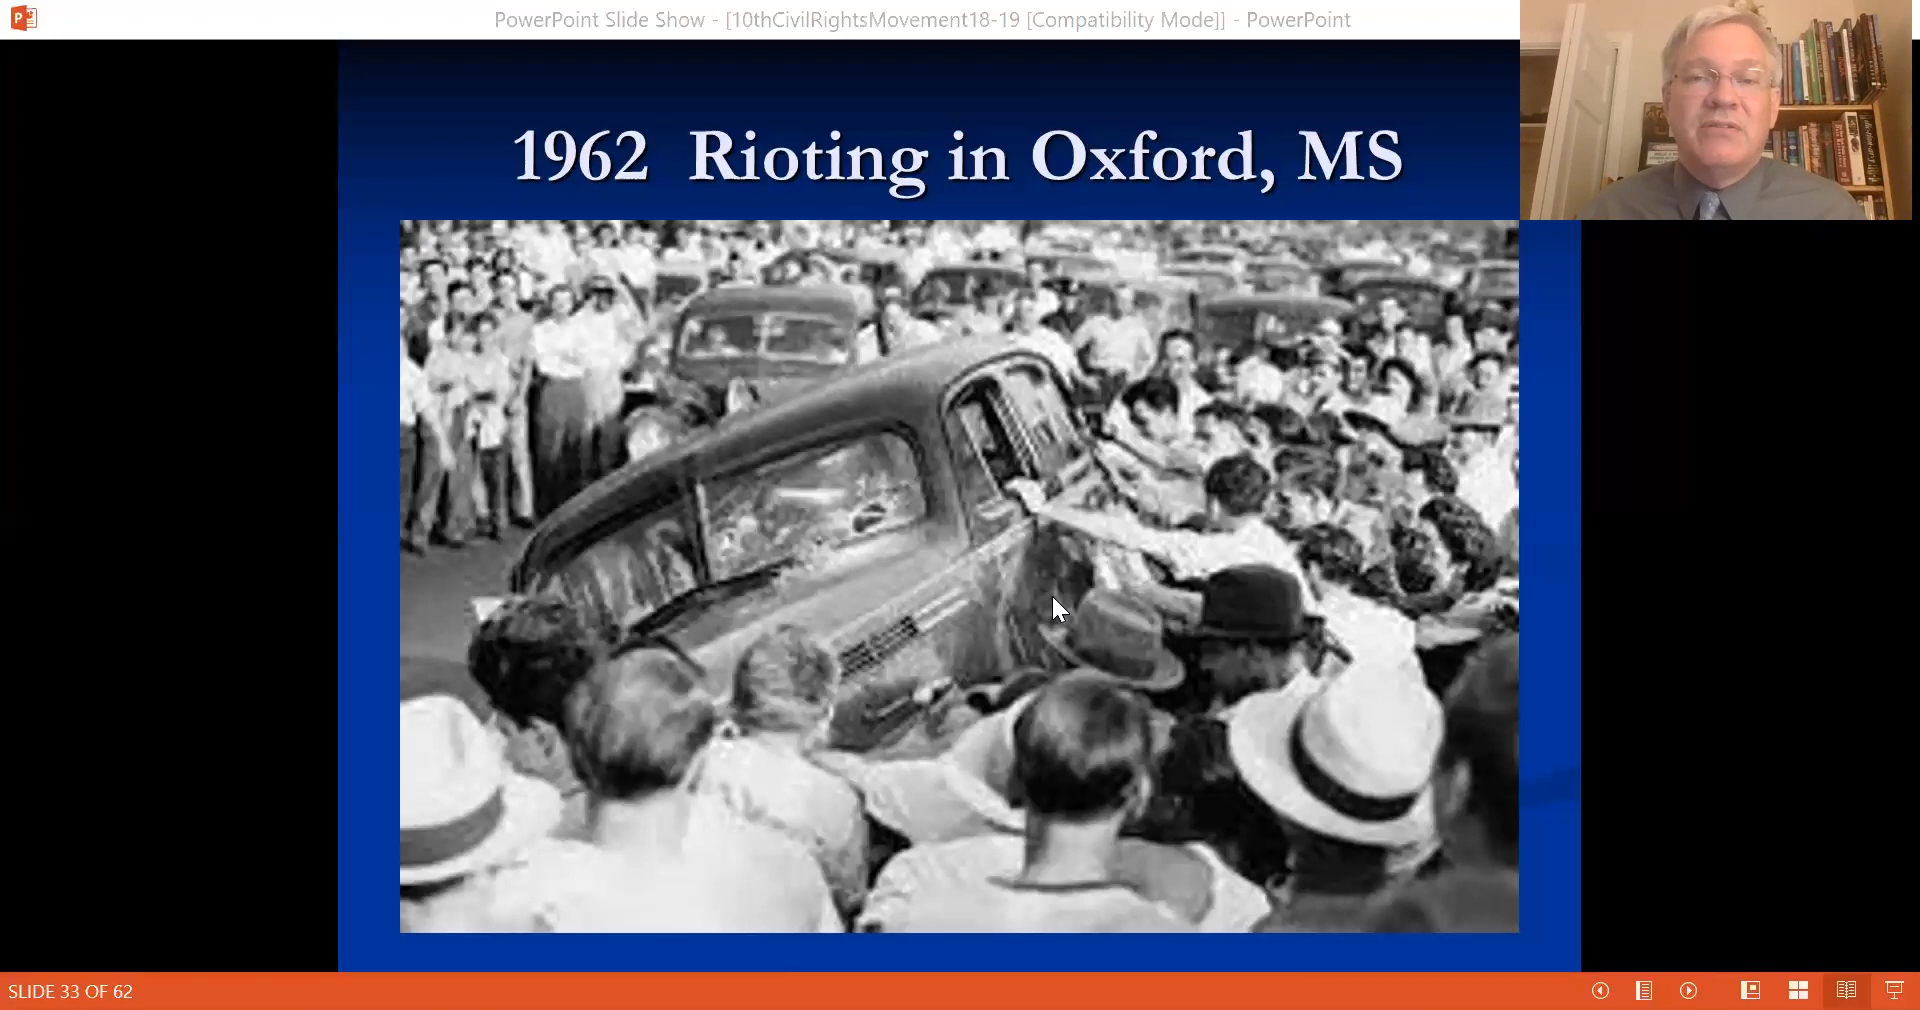 PowerPoint Slide Show - [10thCivilRightsMovement18-19 [Compatibility Mode]] - PowerPoint
1962 Rioting in Oxford, MS
SLIDE 33 OF 62